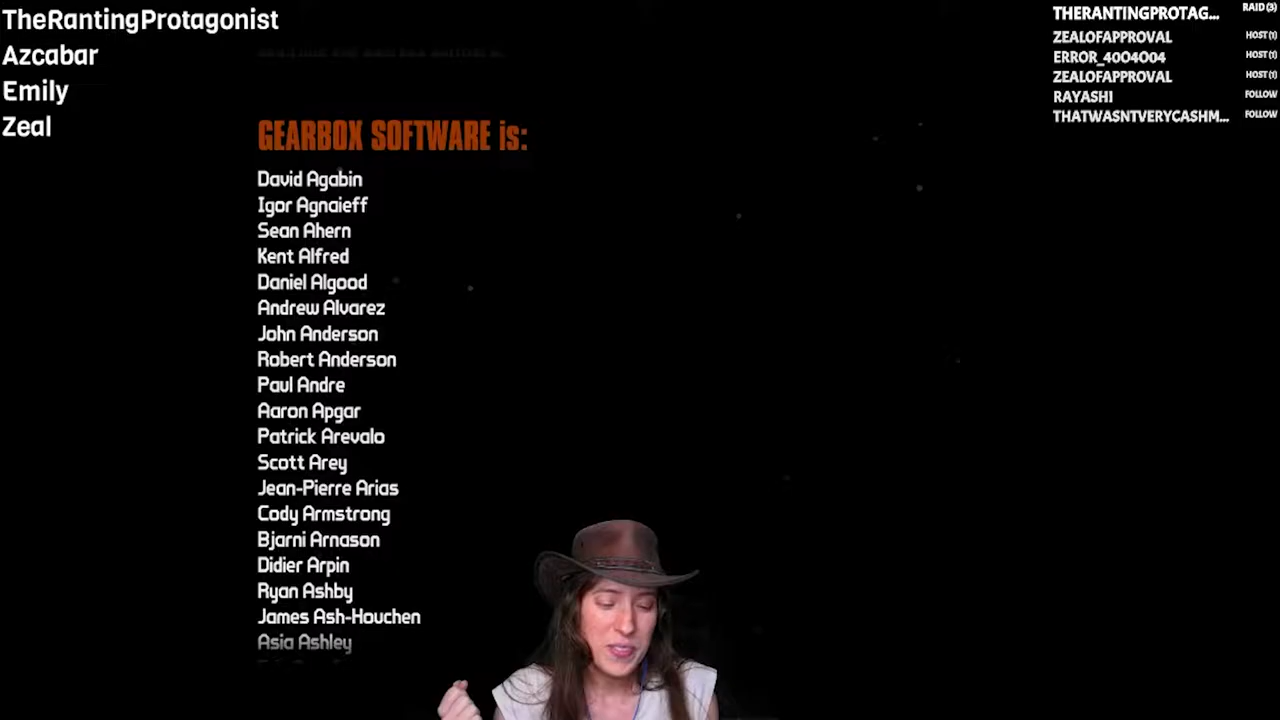 TheRantingProtagonist
Azcabar
Emily
Zeal
THERANTINGPROTAG... RAID (3)
ZEALOFAPPROVAL HOST (1)
ERROR_4004004 HOST (1)
ZEALOFAPPROVAL HOST (1)
RAYASHI FOLLOW
THATWASNTVERYCASHM... FOLLOW
GEARBOX SOFTWARE is:
David Agabin
Igor Agnaieff
Sean Ahern
Kent Alfred
Daniel Algood
Andrew Alvarez
John Anderson
Robert Anderson
Paul Andre
Aaron Apgar
Patrick Arevalo
Scott Arey
Jean-Pierre Arias
Cody Armstrong
Bjarni Arnason
Didier Arpin
Ryan Ashby
James Ash-Houchen
Asia Ashley